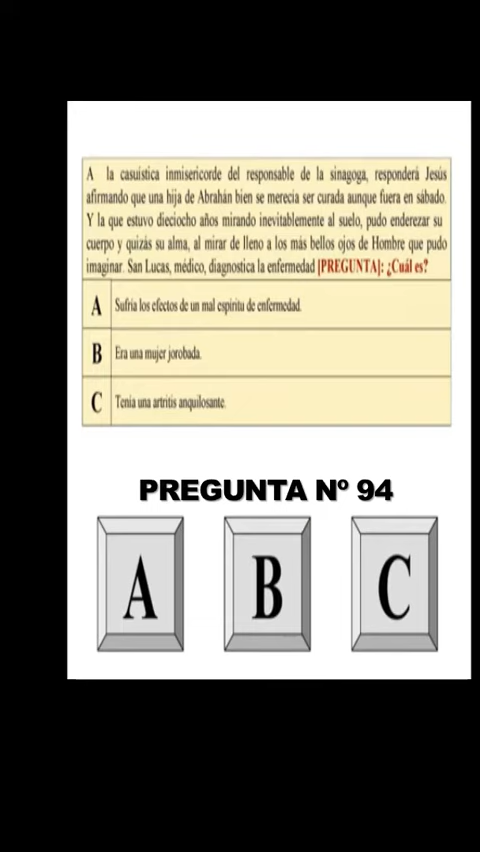 A la casuística inmisericorde del responsable de la sinagoga, responderá Jesús
afirmando que una hija de Abrahán bien se merecía ser curada aunque fuera en sábado.
Y la que estuvo dieciocho años mirando inevitablemente al suelo, pudo enderezar su
cuerpo y quizás su alma, al mirar de lleno a los más bellos ojos de Hombre que pudo
imaginar. San Lucas, médico, diagnostica la enfermedad [PREGUNTA]: ¿Cuál es?
A Sufría los efectos de un mal espíritu de enfermedad.
B Era una mujer jorobada.
C Tenía una artritis anquilosante.
PREGUNTA Nº 94
A B C